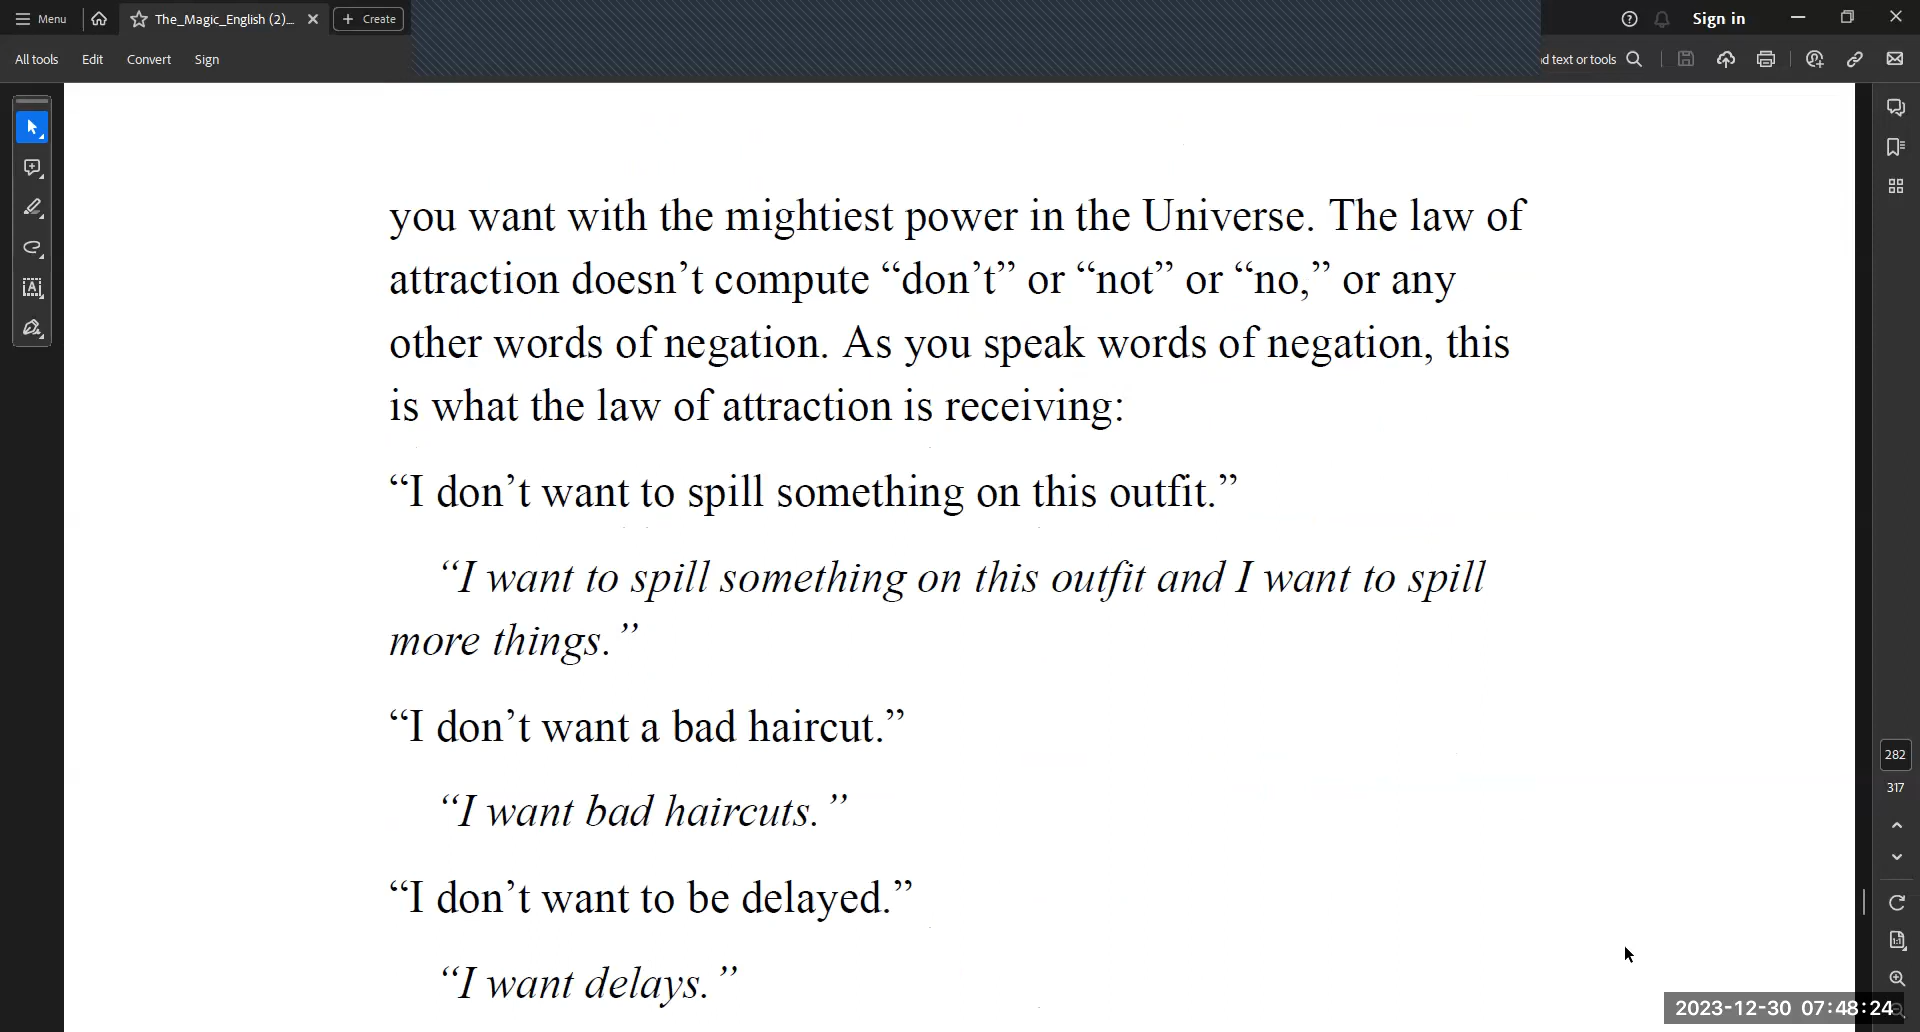 Menu
The_Magic_English (2)...
Create
Sign in
All tools
Edit
Convert
Sign
d text or tools
you want with the mightiest power in the Universe. The law of
attraction doesn’t compute “don’t” or “not” or “no,” or any
other words of negation. As you speak words of negation, this
is what the law of attraction is receiving:
“I don’t want to spill something on this outfit.”
“I want to spill something on this outfit and I want to spill
more things.”
“I don’t want a bad haircut.”
“I want bad haircuts.”
“I don’t want to be delayed.”
“I want delays.”
282
317
2023-12-30 07:48:24